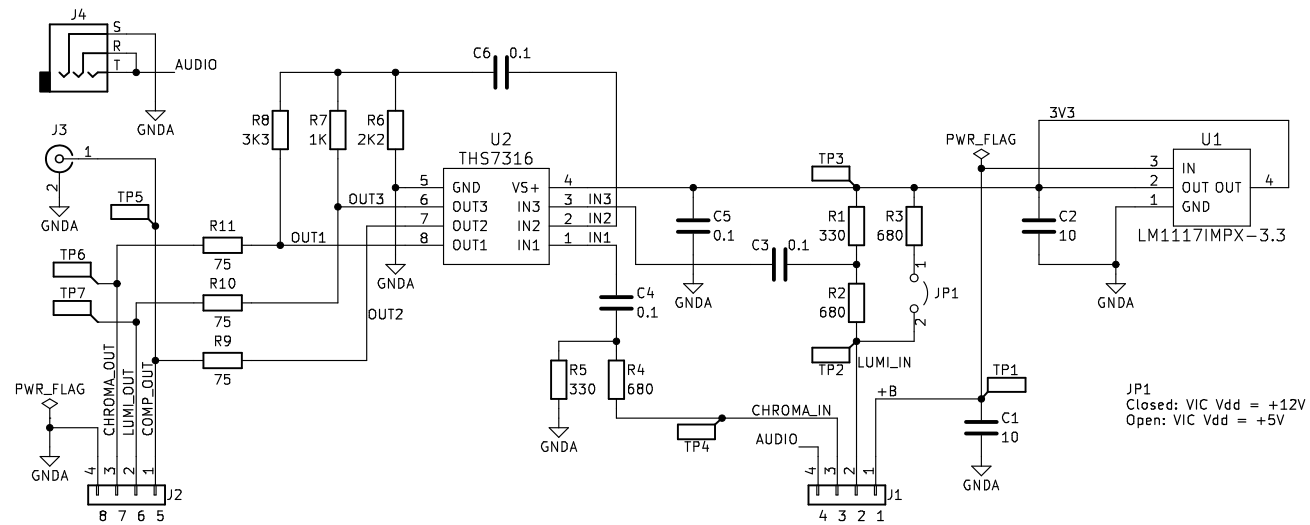 J4
S
R
T
AUDIO
GNDA
J3
1
2
GNDA
TP5
TP6
TP7
R11
75
R10
75
R9
75
C6
0.1
R8
3K3
R7
1K
R6
2K2
U2
THS7316
5
GND
VS+
4
6
OUT3
IN3
3
IN3
7
OUT2
IN2
2
IN2
8
OUT1
IN1
1
IN1
OUT3
OUT1
OUT2
GNDA
C5
0.1
GNDA
C3
0.1
C4
0.1
R5
330
R4
680
GNDA
TP3
R1
330
R3
680
R2
680
1
JP1
2
TP2
LUMI_IN
3V3
PWR_FLAG
U1
3
IN
2
OUT
OUT
4
1
GND
LM1117IMPX-3.3
C2
10
GNDA
TP1
+B
C1
10
GNDA
CHROMA_IN
TP4
AUDIO
4
3
2
1
J1
4 3 2 1
PWR_FLAG
GNDA
CHROMA_OUT
LUMI_OUT
COMP_OUT
4
3
2
1
J2
8 7 6 5
JP1
Closed: VIC Vdd = +12V
Open: VIC Vdd = +5V